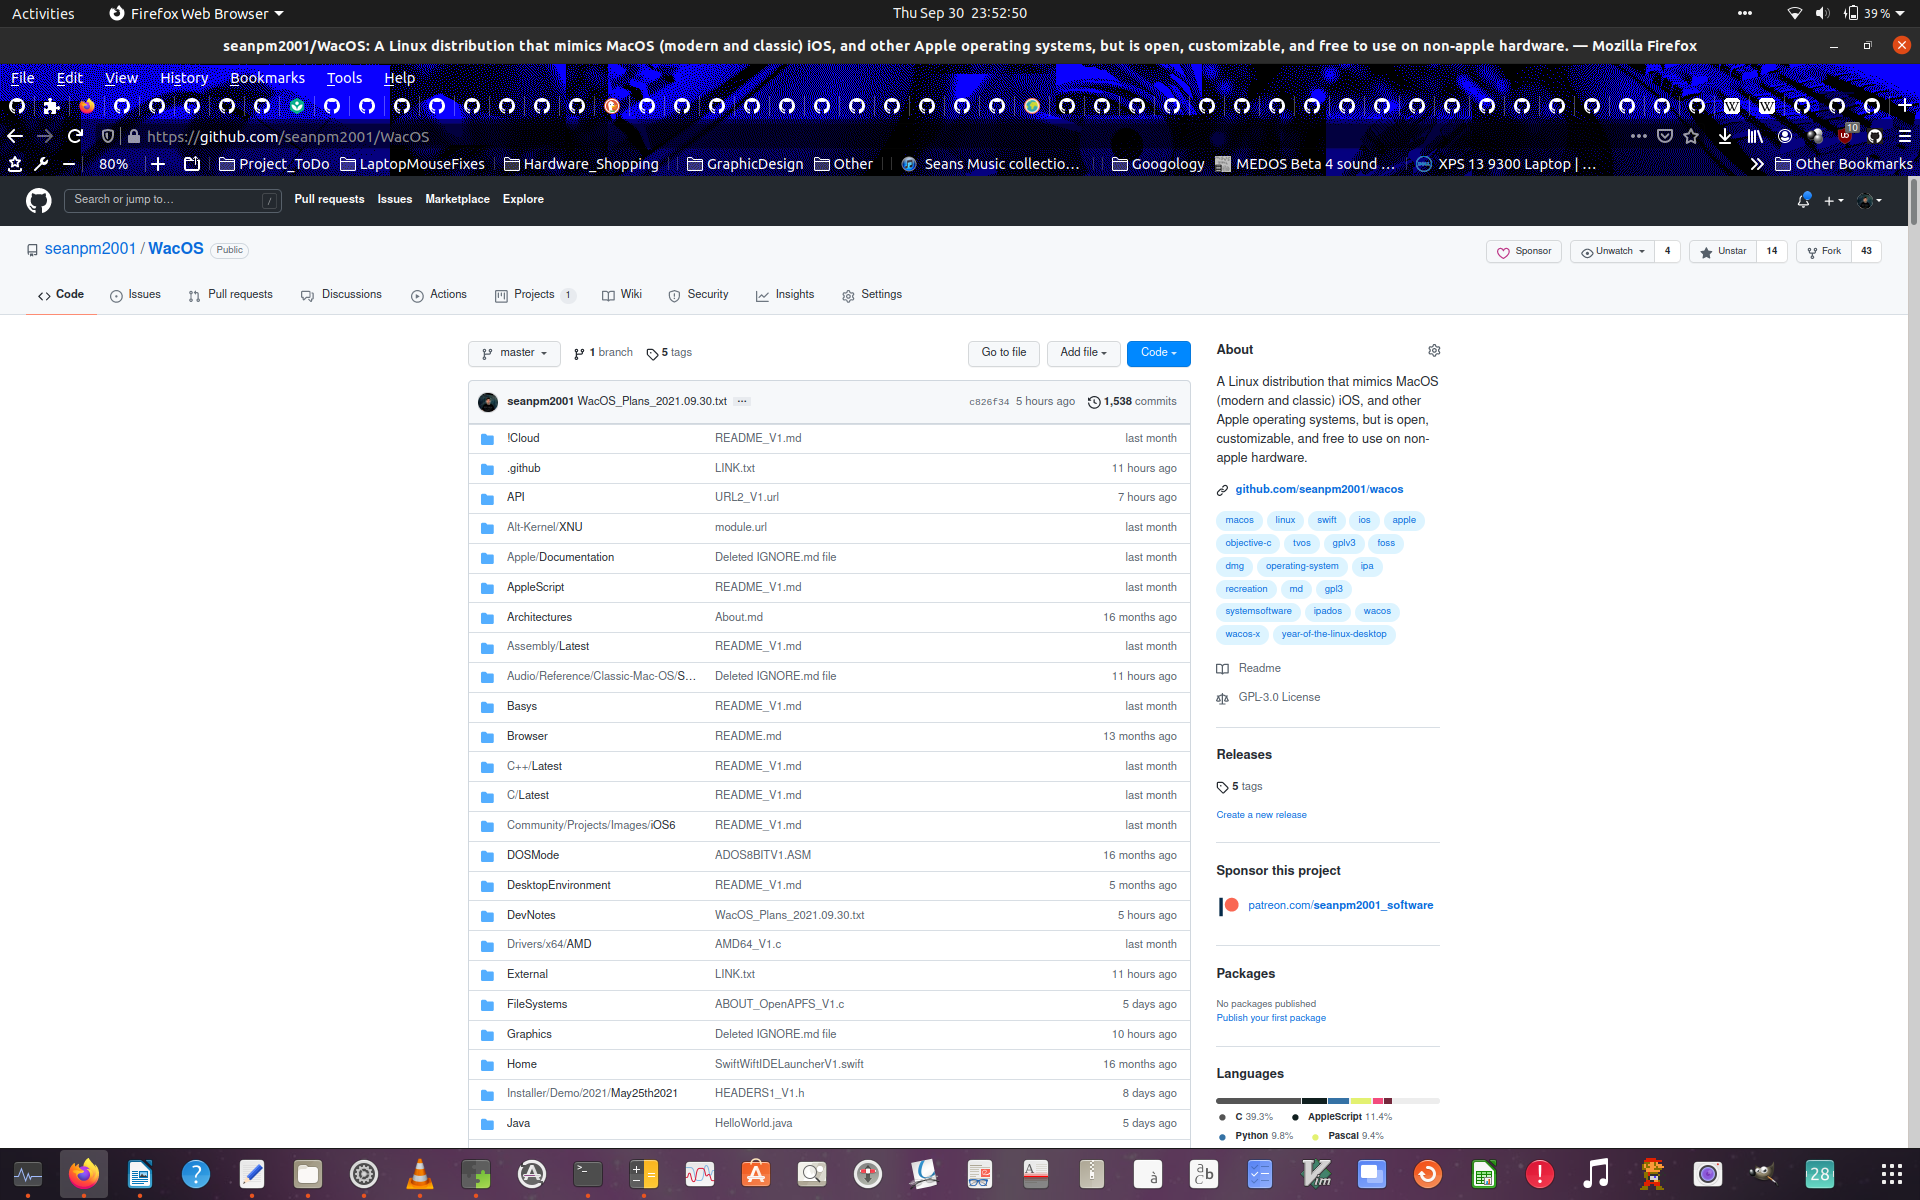 Activities Firefox Web Browser Thu Sep 30 23:52:50 39 %
seanpm2001/WacOS: A Linux distribution that mimics MacOS (modern and classic) iOS, and other Apple operating systems, but is open, customizable, and free to use on non-apple hardware. — Mozilla Firefox
File Edit View History Bookmarks Tools Help
https://github.com/seanpm2001/WacOS 10
80% Project_ToDo LaptopMouseFixes Hardware_Shopping GraphicDesign Other Seans Music collectio… Googology MEDOS Beta 4 sound … XPS 13 9300 Laptop | … Other Bookmarks
Search or jump to… / Pull requests Issues Marketplace Explore
seanpm2001 / WacOS Public Sponsor Unwatch 4 Unstar 14 Fork 43
Code Issues Pull requests Discussions Actions Projects 1 Wiki Security Insights Settings
master 1 branch 5 tags Go to file Add file Code
seanpm2001 WacOS_Plans_2021.09.30.txt ··· c826f34 5 hours ago 1,538 commits
!Cloud README_V1.md last month
.github LINK.txt 11 hours ago
API URL2_V1.url 7 hours ago
Alt-Kernel/XNU module.url last month
Apple/Documentation Deleted IGNORE.md file last month
AppleScript README_V1.md last month
Architectures About.md 16 months ago
Assembly/Latest README_V1.md last month
Audio/Reference/Classic-Mac-OS/S… Deleted IGNORE.md file 11 hours ago
Basys README_V1.md last month
Browser README.md 13 months ago
C++/Latest README_V1.md last month
C/Latest README_V1.md last month
Community/Projects/Images/iOS6 README_V1.md last month
DOSMode ADOS8BITV1.ASM 16 months ago
DesktopEnvironment README_V1.md 5 months ago
DevNotes WacOS_Plans_2021.09.30.txt 5 hours ago
Drivers/x64/AMD AMD64_V1.c last month
External LINK.txt 11 hours ago
FileSystems ABOUT_OpenAPFS_V1.c 5 days ago
Graphics Deleted IGNORE.md file 10 hours ago
Home SwiftWiftIDELauncherV1.swift 16 months ago
Installer/Demo/2021/May25th2021 HEADERS1_V1.h 8 days ago
Java HelloWorld.java 5 days ago
About
A Linux distribution that mimics MacOS
(modern and classic) iOS, and other
Apple operating systems, but is open,
customizable, and free to use on non-
apple hardware.
github.com/seanpm2001/wacos
macos linux swift ios apple
objective-c tvos gplv3 foss
dmg operating-system ipa
recreation md gpl3
systemsoftware ipados wacos
wacos-x year-of-the-linux-desktop
Readme
GPL-3.0 License
Releases
5 tags
Create a new release
Sponsor this project
patreon.com/seanpm2001_software
Packages
No packages published
Publish your first package
Languages
C 39.3% AppleScript 11.4%
Python 9.8% Pascal 9.4%
28